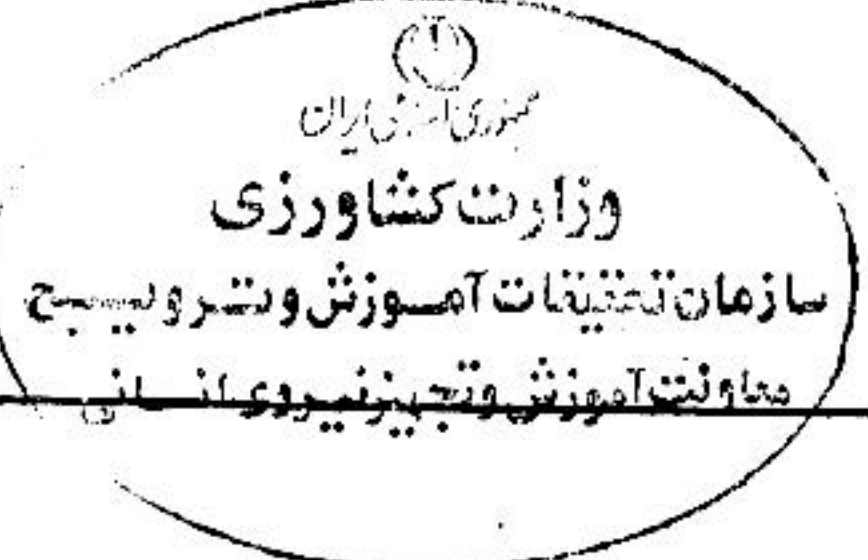 جمهوری اسلامی ایران
وزارت کشاورزی
سازمان تحقیقات آموزش و ترویج
معاونت آموزش و تجهیز نیروی انسانی